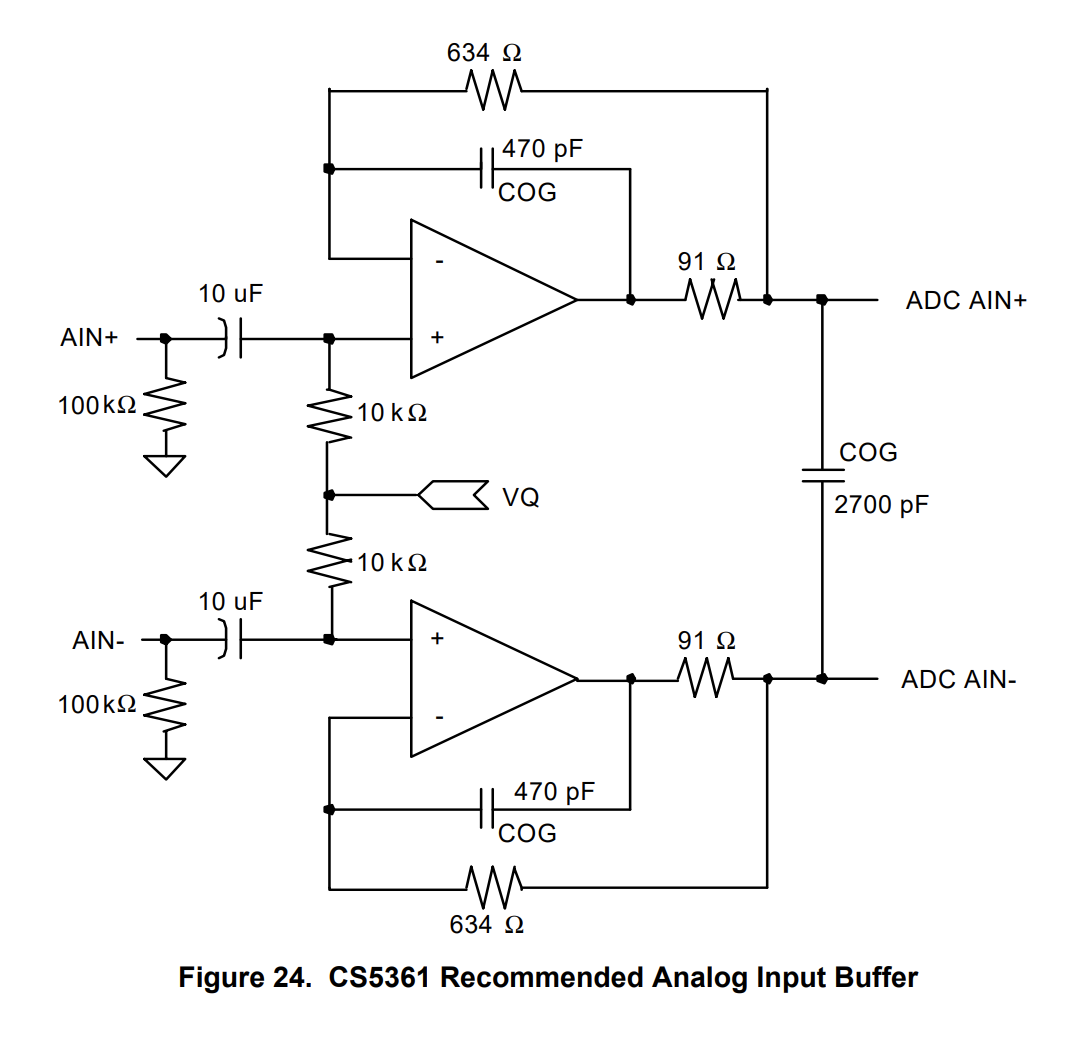 634 Ω
470 pF
COG
-
91 Ω
10 uF
ADC AIN+
AIN+
+
100kΩ
10 kΩ
COG
VQ
2700 pF
10 kΩ
10 uF
AIN-
+
91 Ω
ADC AIN-
100kΩ
-
470 pF
COG
634 Ω
Figure 24. CS5361 Recommended Analog Input Buffer